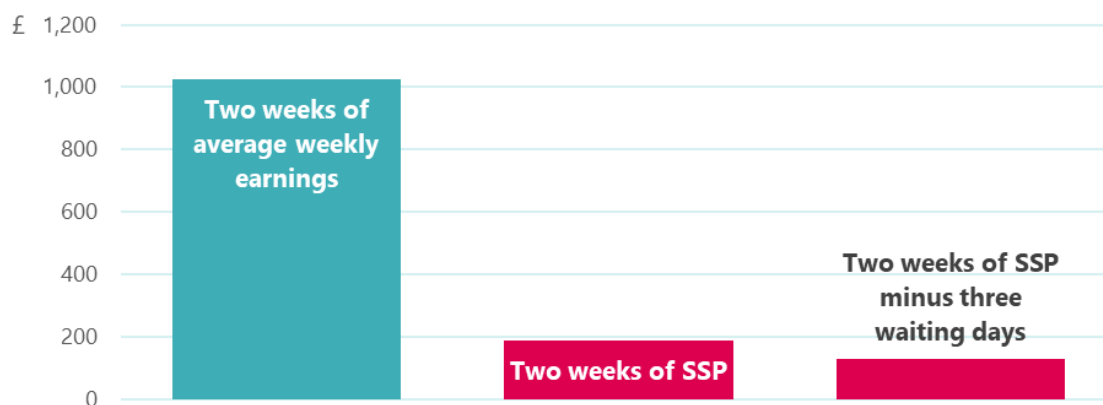 £ 1,200
1,000
Two weeks of
average weekly
earnings
800
600
400
Two weeks of SSP
minus three
waiting days
200
Two weeks of SSP
0